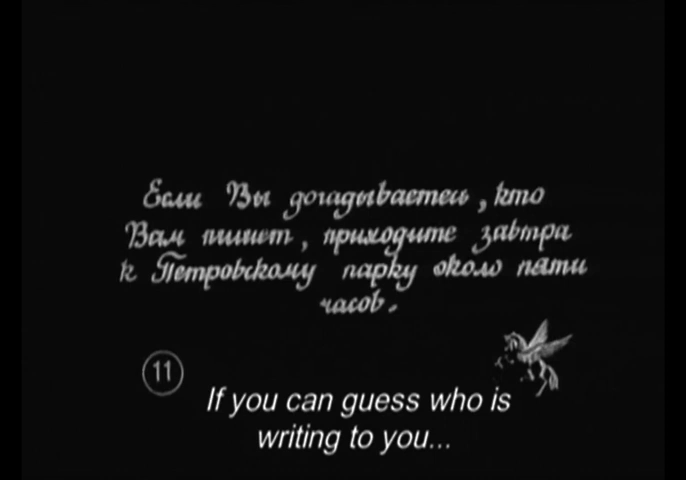 Если Вы догадываетесь, кто
Вам пишет, приходите завтра
к Петровскому парку около пяти
часов.
11
If you can guess who is
writing to you...